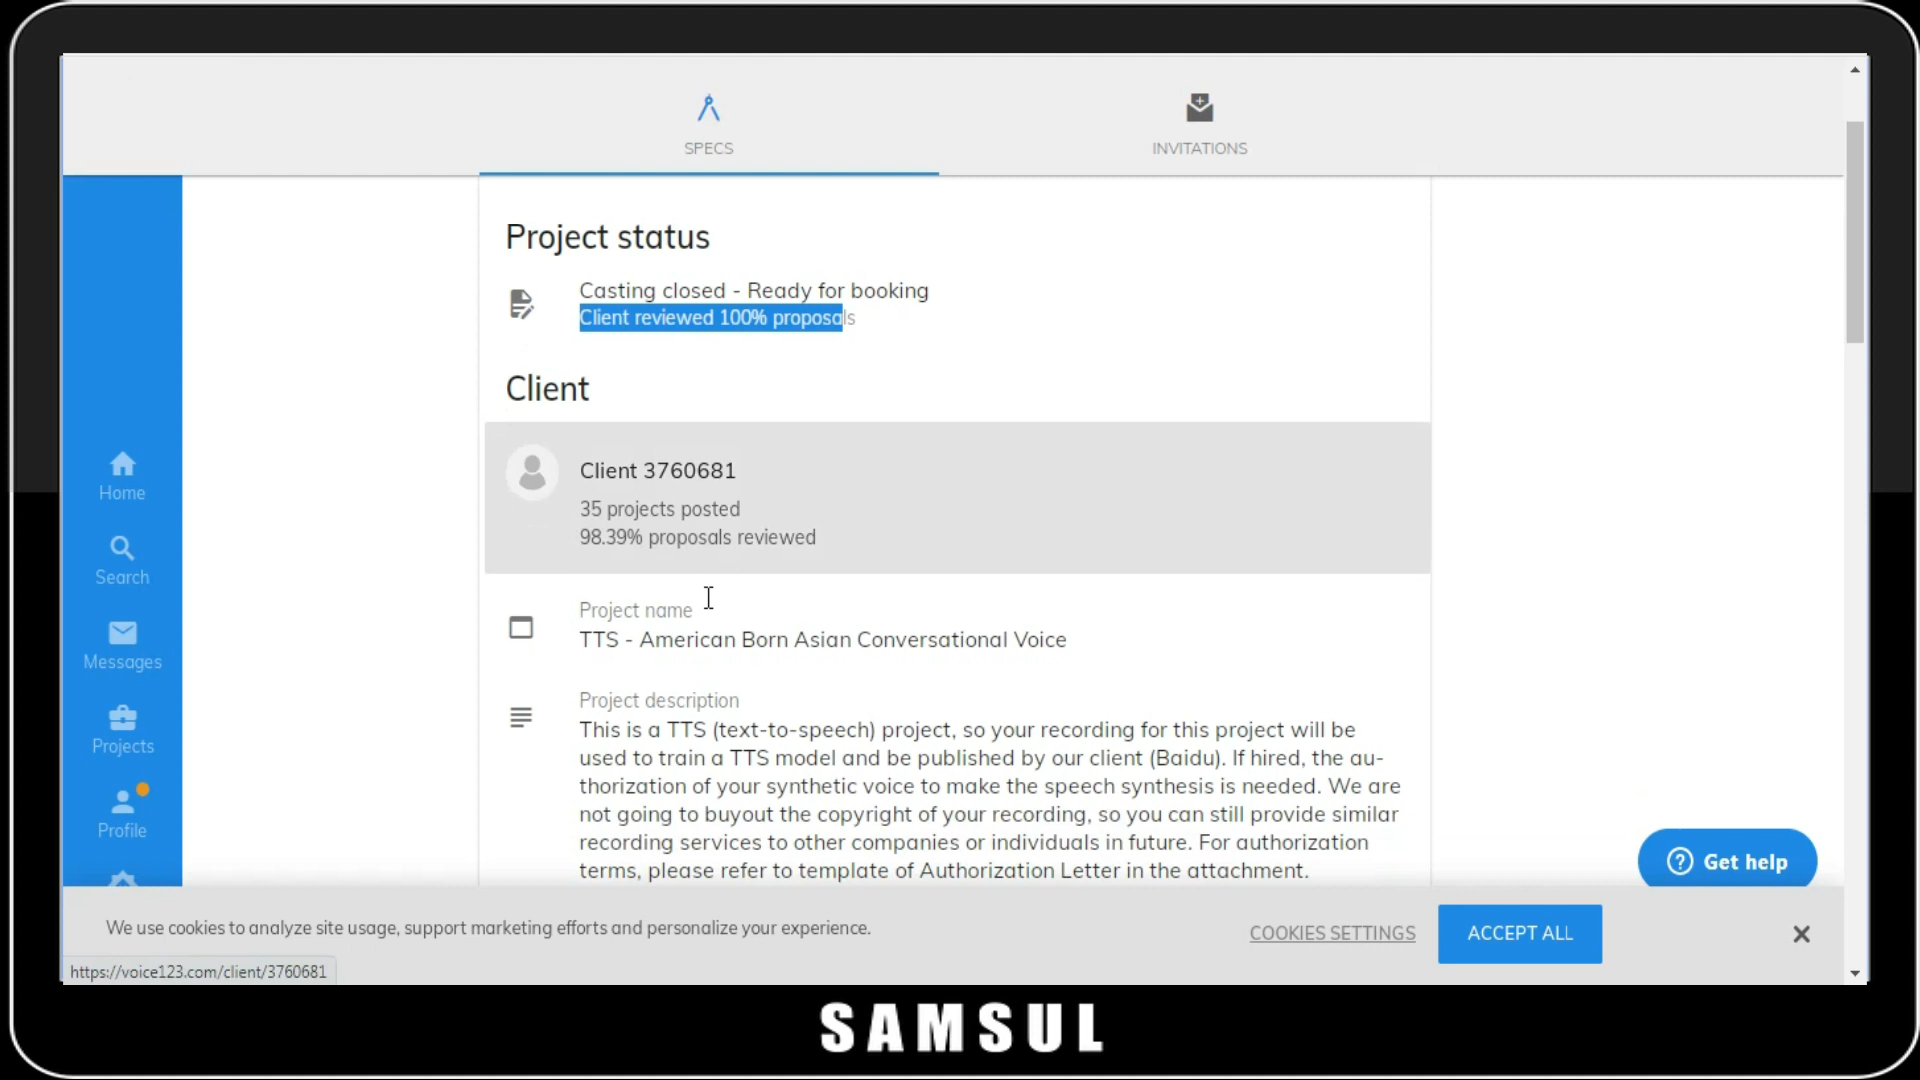 SPECS
INVITATIONS
Project status
Casting closed - Ready for booking
Client reviewed 100% proposals
Client
Client 3760681
35 projects posted
98.39% proposals reviewed
Project name
TTS - American Born Asian Conversational Voice
Project description
This is a TTS (text-to-speech) project, so your recording for this project will be
used to train a TTS model and be published by our client (Baidu). If hired, the au-
thorization of your synthetic voice to make the speech synthesis is needed. We are
not going to buyout the copyright of your recording, so you can still provide similar
recording services to other companies or individuals in future. For authorization
terms, please refer to template of Authorization Letter in the attachment.
Home
Search
Messages
Projects
Profile
Get help
We use cookies to analyze site usage, support marketing efforts and personalize your experience.
COOKIES SETTINGS
ACCEPT ALL
https://voice123.com/client/3760681
SAMSUL